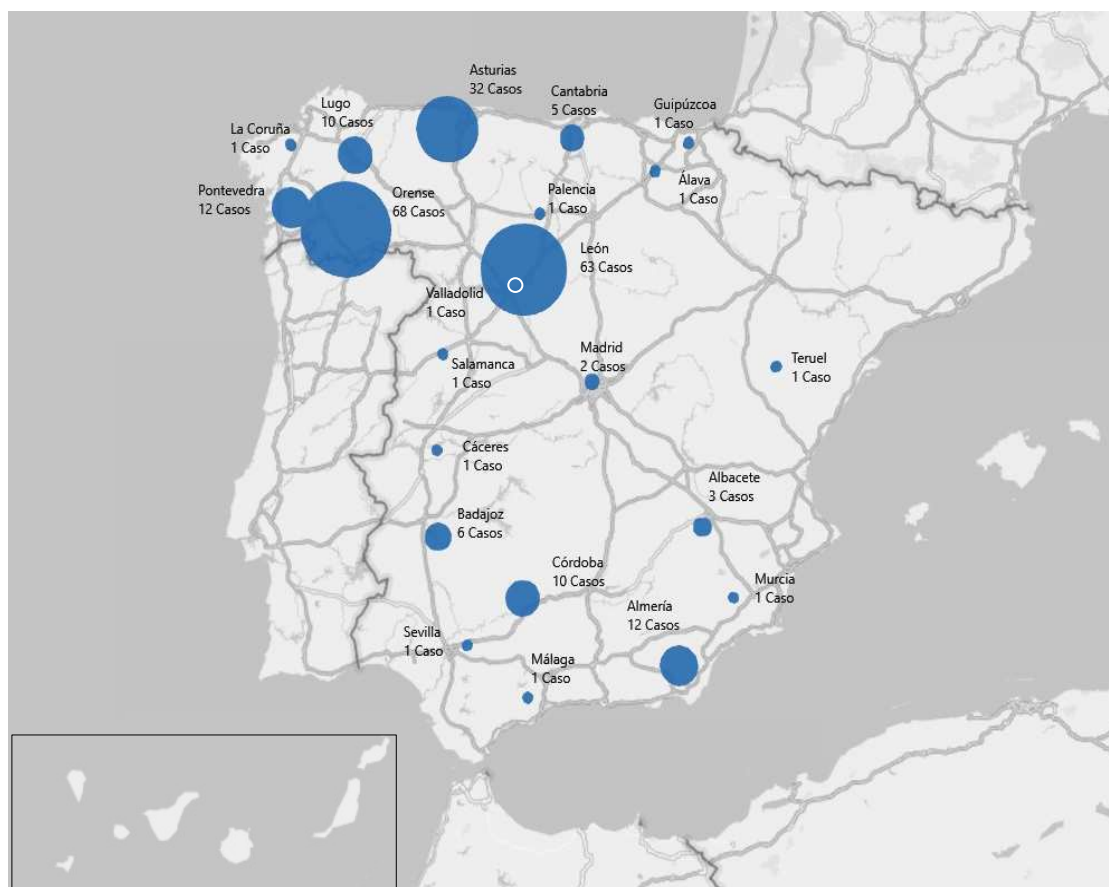 Asturias
32 Casos
Cantabria
5 Casos
Guipúzcoa
1 Caso
Lugo
10 Casos
La Coruña
1 Caso
Pontevedra
12 Casos
Orense
68 Casos
Palencia
1 Caso
Álava
1 Caso
León
63 Casos
Valladolid
1 Caso
Salamanca
1 Caso
Madrid
2 Casos
Teruel
1 Caso
Cáceres
1 Caso
Albacete
3 Casos
Badajoz
6 Casos
Córdoba
10 Casos
Murcia
1 Caso
Almería
12 Casos
Sevilla
1 Caso
Málaga
1 Caso